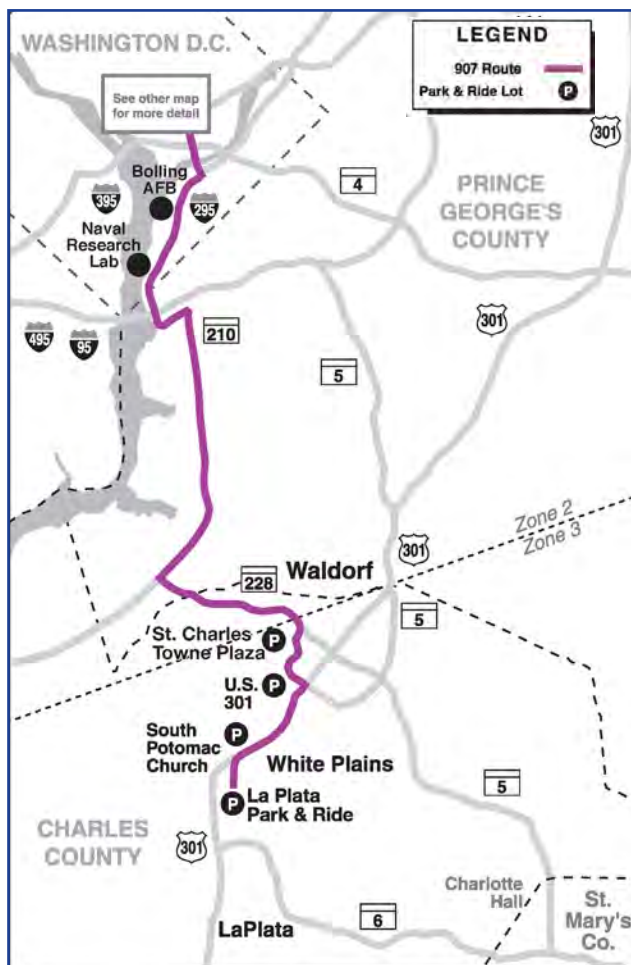 WASHINGTON D.C.
LEGEND
907 Route
Park & Ride Lot
P
See other map
for more detail
301
Bolling
AFB
395
295
4
PRINCE
GEORGE'S
COUNTY
Naval
Research
Lab
495
95
210
301
5
Zone 2
Zone 3
301
Waldorf
228
5
St. Charles
Towne Plaza
P
U.S.
301
P
South
Potomac
Church
P
White Plains
La Plata
Park & Ride
P
5
CHARLES
COUNTY
301
Charlotte
Hall
St.
Mary's
Co.
6
LaPlata